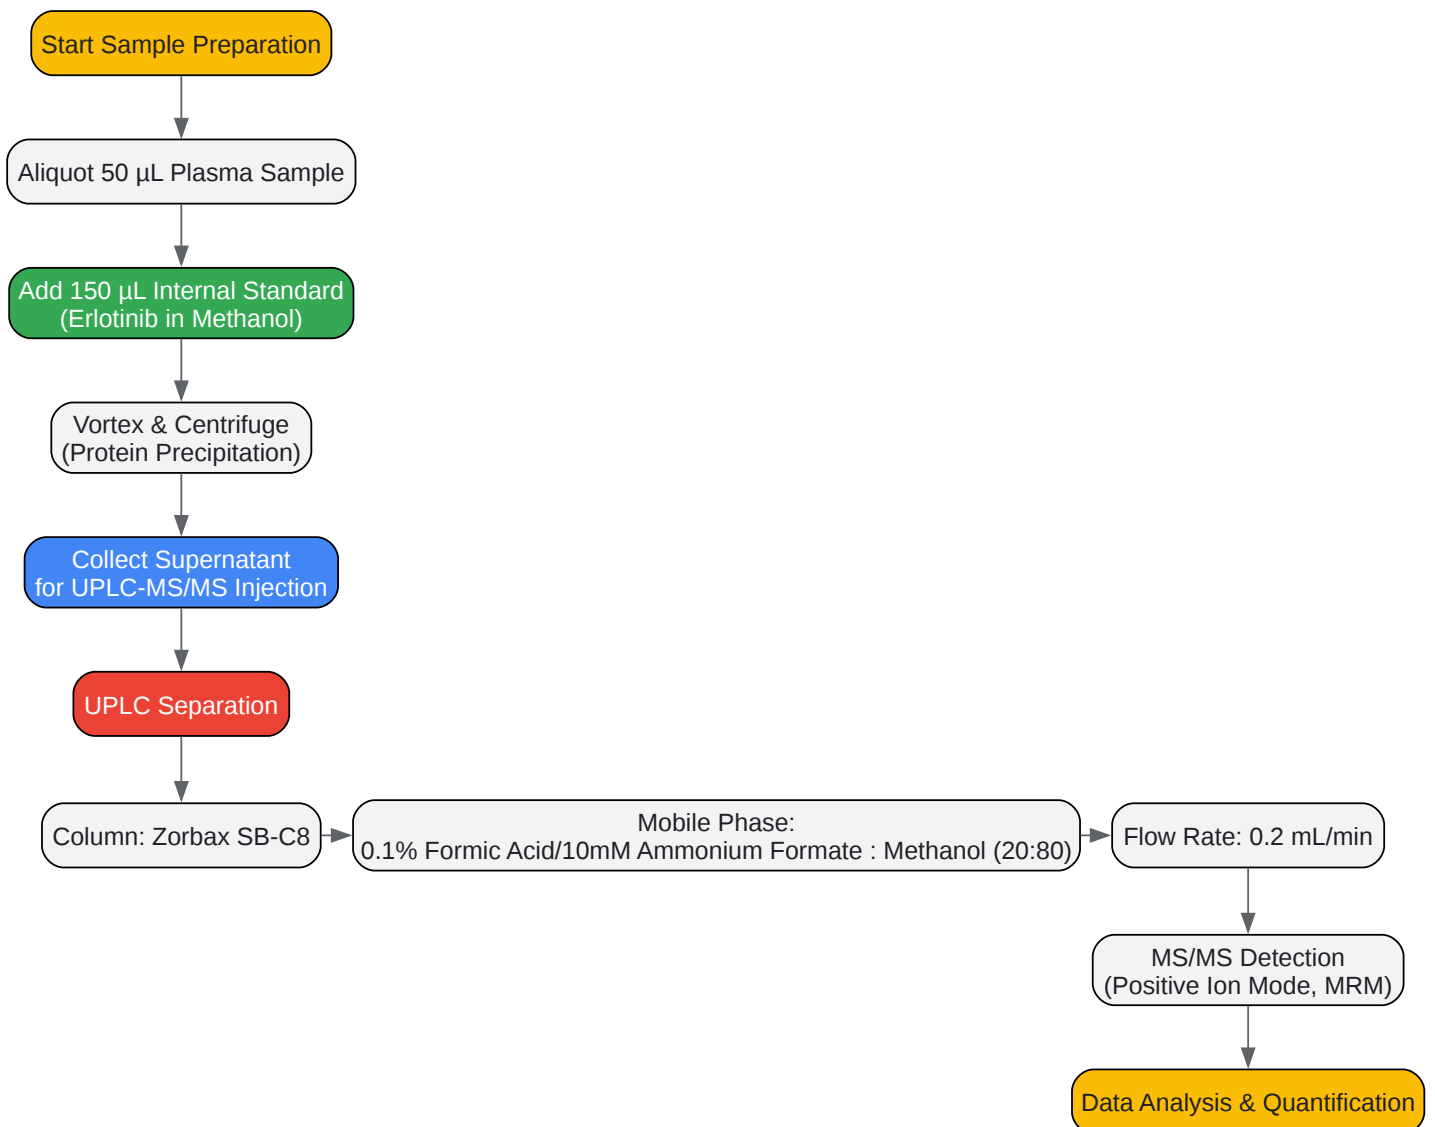 Start Sample Preparation
Aliquot 50 µL Plasma Sample
Add 150 µL Internal Standard
(Erlotinib in Methanol)
Vortex & Centrifuge
(Protein Precipitation)
Collect Supernatant
for UPLC-MS/MS Injection
UPLC Separation
Column: Zorbax SB-C8
Mobile Phase:
0.1% Formic Acid/10mM Ammonium Formate : Methanol (20:80)
Flow Rate: 0.2 mL/min
MS/MS Detection
(Positive Ion Mode, MRM)
Data Analysis & Quantification